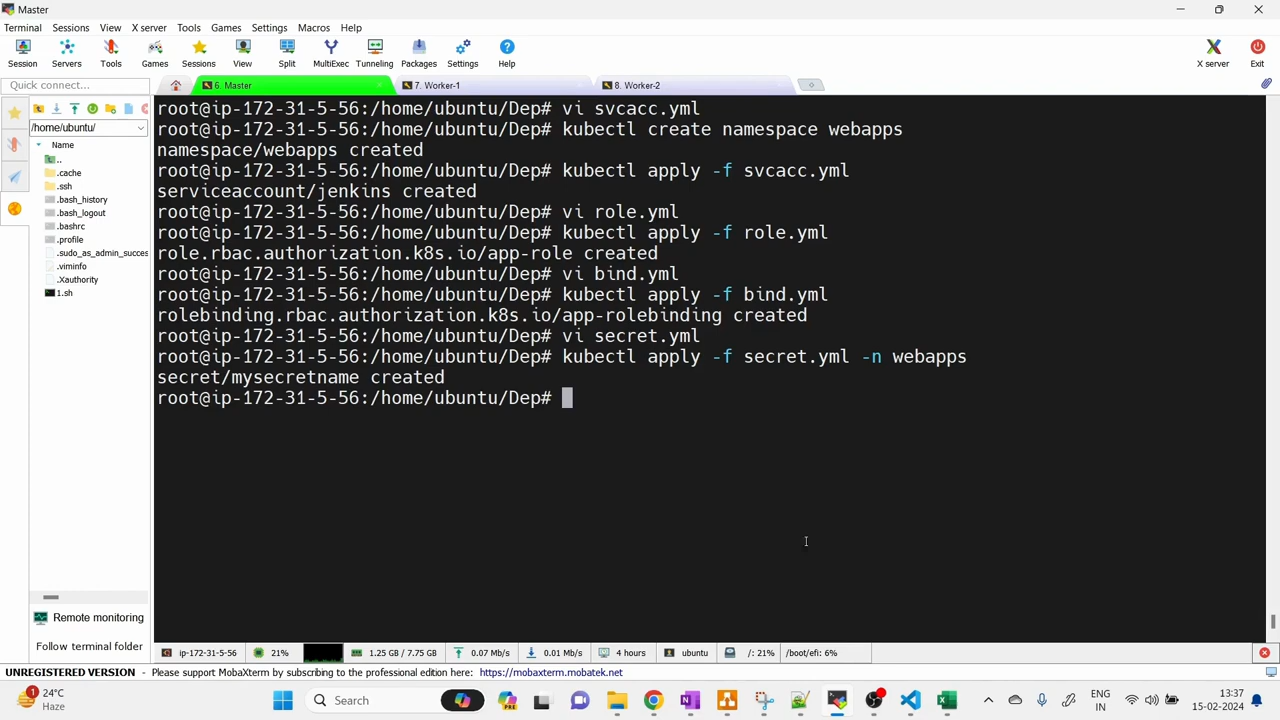 Master
Terminal Sessions View X server Tools Games Settings Macros Help
Session Servers Tools Games Sessions View Split MultiExec Tunneling Packages Settings Help X server Exit
Quick connect... 6. Master 7. Worker-1 8. Worker-2
/home/ubuntu/
Name
..
.cache
.ssh
.bash_history
.bash_logout
.bashrc
.profile
.sudo_as_admin_succes
.viminfo
.Xauthority
1.sh
Remote monitoring
Follow terminal folder
root@ip-172-31-5-56:/home/ubuntu/Dep# vi svcacc.yml
root@ip-172-31-5-56:/home/ubuntu/Dep# kubectl create namespace webapps
namespace/webapps created
root@ip-172-31-5-56:/home/ubuntu/Dep# kubectl apply -f svcacc.yml
serviceaccount/jenkins created
root@ip-172-31-5-56:/home/ubuntu/Dep# vi role.yml
root@ip-172-31-5-56:/home/ubuntu/Dep# kubectl apply -f role.yml
role.rbac.authorization.k8s.io/app-role created
root@ip-172-31-5-56:/home/ubuntu/Dep# vi bind.yml
root@ip-172-31-5-56:/home/ubuntu/Dep# kubectl apply -f bind.yml
rolebinding.rbac.authorization.k8s.io/app-rolebinding created
root@ip-172-31-5-56:/home/ubuntu/Dep# vi secret.yml
root@ip-172-31-5-56:/home/ubuntu/Dep# kubectl apply -f secret.yml -n webapps
secret/mysecretname created
root@ip-172-31-5-56:/home/ubuntu/Dep#
ip-172-31-5-56 21% 1.25 GB / 7.75 GB 0.07 Mb/s 0.01 Mb/s 4 hours ubuntu /: 21% /boot/efi: 6%
UNREGISTERED VERSION - Please support MobaXterm by subscribing to the professional edition here: https://mobaxterm.mobatek.net
1 24°C
Haze
Search
PRE
ENG
IN
13:37
15-02-2024